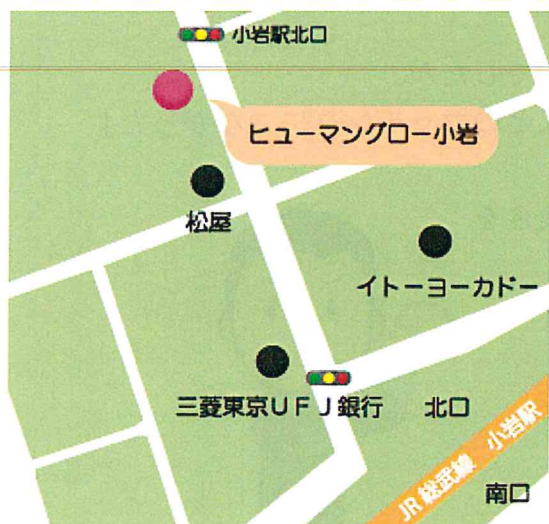 小岩駅北口
ヒューマングロー小岩
松屋
イトーヨーカドー
三菱東京ＵＦＪ銀行
北口
JR 総武線　小岩駅
南口